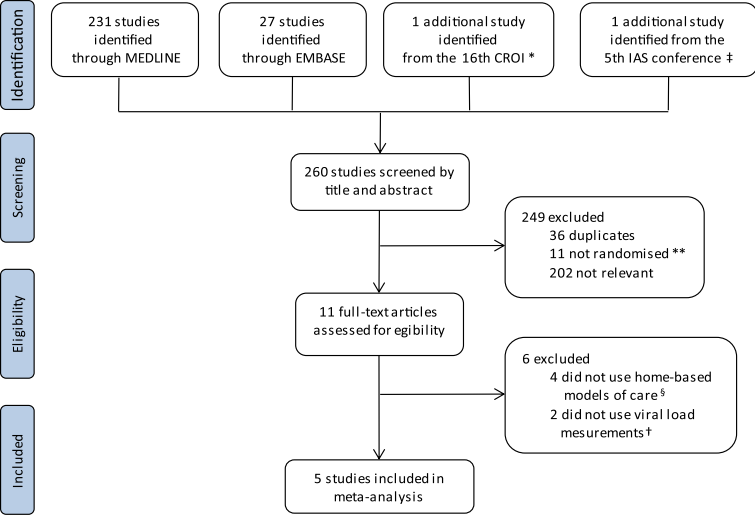 Identification
231 studies
identified
through MEDLINE
27 studies
identified
through EMBASE
1 additional study
identified
from the 16th CROI *
1 additional study
identified from the
5th IAS conference ‡
Screening
260 studies screened by
title and abstract
249 excluded
36 duplicates
11 not randomised **
202 not relevant
Eligibility
11 full-text articles
assessed for egibility
6 excluded
4 did not use home-based
models of care §
2 did not use viral load
mesurements †
Included
5 studies included in
meta-analysis